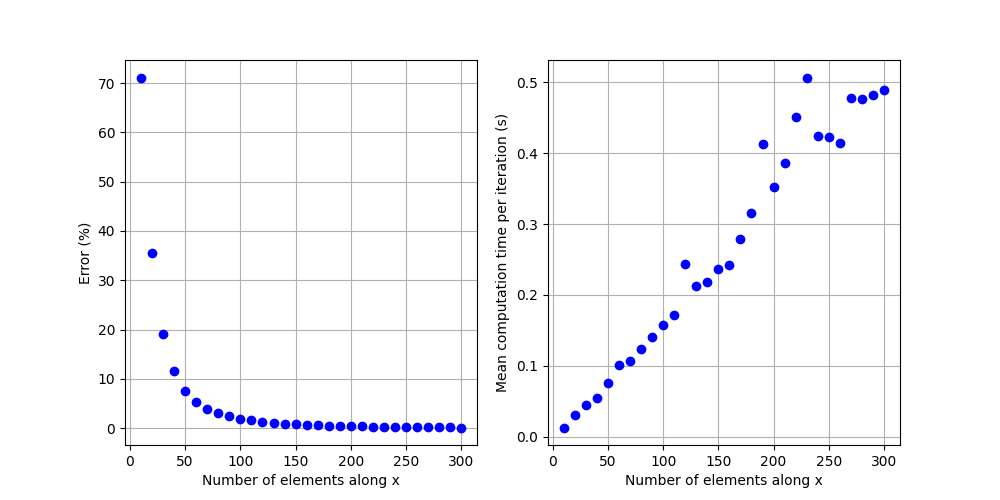 70
60
50
40
30
20
10
0
Error (%)
0 50 100 150 200 250 300
Number of elements along x
0.5
0.4
0.3
0.2
0.1
0.0
Mean computation time per iteration (s)
0 50 100 150 200 250 300
Number of elements along x